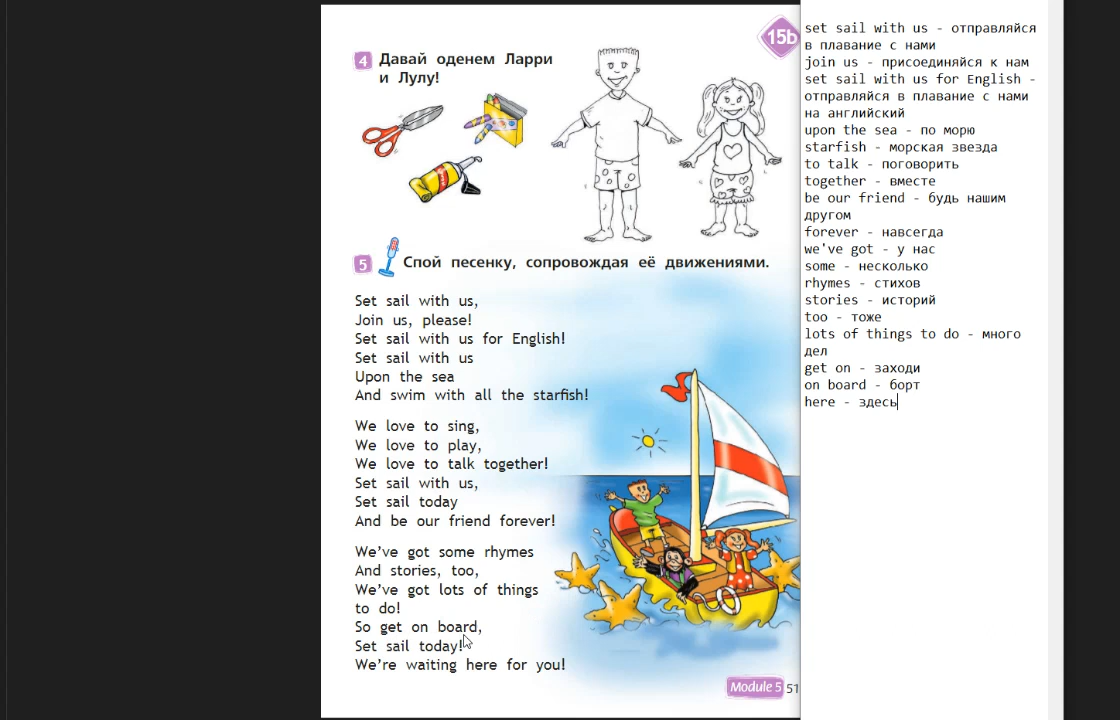 15b
4 Давай оденем Ларри
и Лулу!
5 Спой песенку, сопровождая её движениями.
Set sail with us,
Join us, please!
Set sail with us for English!
Set sail with us
Upon the sea
And swim with all the starfish!
We love to sing,
We love to play,
We love to talk together!
Set sail with us,
Set sail today
And be our friend forever!
We've got some rhymes
And stories, too,
We've got lots of things
to do!
So get on board,
Set sail today!
We're waiting here for you!
Module 5 51
set sail with us - отправляйся
в плавание с нами
join us - присоединяйся к нам
set sail with us for English -
отправляйся в плавание с нами
на английский
upon the sea - по морю
starfish - морская звезда
to talk - поговорить
together - вместе
be our friend - будь нашим
другом
forever - навсегда
we've got - у нас
some - несколько
rhymes - стихов
stories - историй
too - тоже
lots of things to do - много
дел
get on - заходи
on board - борт
here - здесь